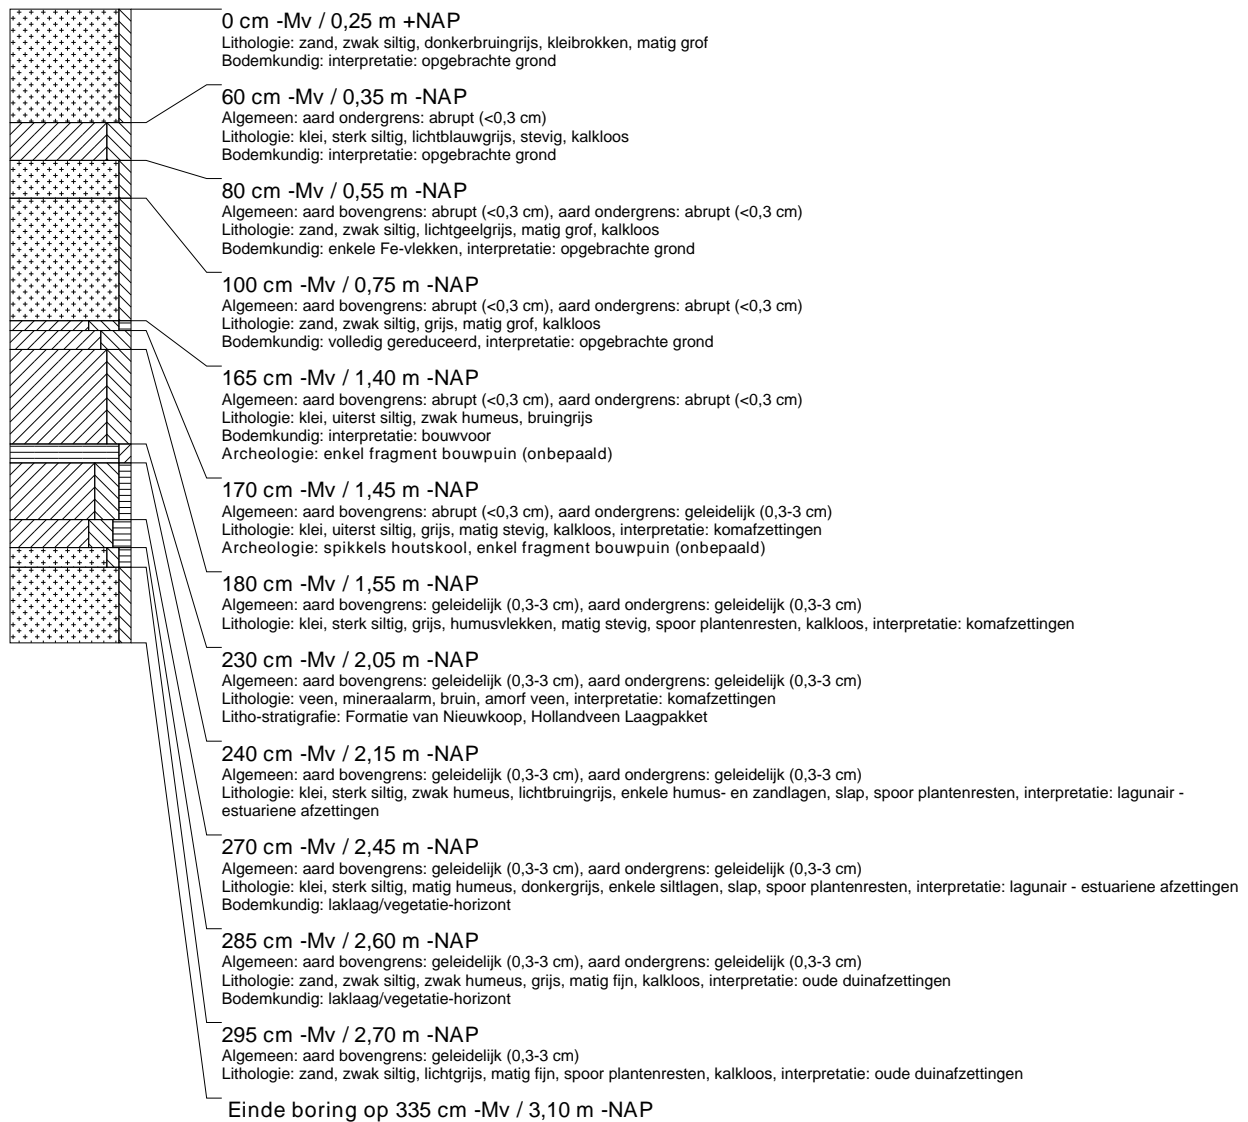 0 cm -Mv / 0,25 m +NAP
Lithologie: zand, zwak siltig, donkerbruingrijs, kleibrokken, matig grof
Bodemkundig: interpretatie: opgebrachte grond
60 cm -Mv / 0,35 m -NAP
Algemeen: aard ondergrens: abrupt (<0,3 cm)
Lithologie: klei, sterk siltig, lichtblauwgrijs, stevig, kalkloos
Bodemkundig: interpretatie: opgebrachte grond
80 cm -Mv / 0,55 m -NAP
Algemeen: aard bovengrens: abrupt (<0,3 cm), aard ondergrens: abrupt (<0,3 cm)
Lithologie: zand, zwak siltig, lichtgeelgrijs, matig grof, kalkloos
Bodemkundig: enkele Fe-vlekken, interpretatie: opgebrachte grond
100 cm -Mv / 0,75 m -NAP
Algemeen: aard bovengrens: abrupt (<0,3 cm), aard ondergrens: abrupt (<0,3 cm)
Lithologie: zand, zwak siltig, grijs, matig grof, kalkloos
Bodemkundig: volledig gereduceerd, interpretatie: opgebrachte grond
165 cm -Mv / 1,40 m -NAP
Algemeen: aard bovengrens: abrupt (<0,3 cm), aard ondergrens: abrupt (<0,3 cm)
Lithologie: klei, uiterst siltig, zwak humeus, bruingrijs
Bodemkundig: interpretatie: bouwvoor
Archeologie: enkel fragment bouwpuin (onbepaald)
170 cm -Mv / 1,45 m -NAP
Algemeen: aard bovengrens: abrupt (<0,3 cm), aard ondergrens: geleidelijk (0,3-3 cm)
Lithologie: klei, uiterst siltig, grijs, matig stevig, kalkloos, interpretatie: komafzettingen
Archeologie: spikkels houtskool, enkel fragment bouwpuin (onbepaald)
180 cm -Mv / 1,55 m -NAP
Algemeen: aard bovengrens: geleidelijk (0,3-3 cm), aard ondergrens: geleidelijk (0,3-3 cm)
Lithologie: klei, sterk siltig, grijs, humusvlekken, matig stevig, spoor plantenresten, kalkloos, interpretatie: komafzettingen
230 cm -Mv / 2,05 m -NAP
Algemeen: aard bovengrens: geleidelijk (0,3-3 cm), aard ondergrens: geleidelijk (0,3-3 cm)
Lithologie: veen, mineraalarm, bruin, amorf veen, interpretatie: komafzettingen
Litho-stratigrafie: Formatie van Nieuwkoop, Hollandveen Laagpakket
240 cm -Mv / 2,15 m -NAP
Algemeen: aard bovengrens: geleidelijk (0,3-3 cm), aard ondergrens: geleidelijk (0,3-3 cm)
Lithologie: klei, sterk siltig, zwak humeus, lichtbruingrijs, enkele humus- en zandlagen, slap, spoor plantenresten, interpretatie: lagunair -
estuariene afzettingen
270 cm -Mv / 2,45 m -NAP
Algemeen: aard bovengrens: geleidelijk (0,3-3 cm), aard ondergrens: geleidelijk (0,3-3 cm)
Lithologie: klei, sterk siltig, matig humeus, donkergrijs, enkele siltlagen, slap, spoor plantenresten, interpretatie: lagunair - estuariene afzettingen
Bodemkundig: laklaag/vegetatie-horizont
285 cm -Mv / 2,60 m -NAP
Algemeen: aard bovengrens: geleidelijk (0,3-3 cm), aard ondergrens: geleidelijk (0,3-3 cm)
Lithologie: zand, zwak siltig, zwak humeus, grijs, matig fijn, kalkloos, interpretatie: oude duinafzettingen
Bodemkundig: laklaag/vegetatie-horizont
295 cm -Mv / 2,70 m -NAP
Algemeen: aard bovengrens: geleidelijk (0,3-3 cm)
Lithologie: zand, zwak siltig, lichtgrijs, matig fijn, spoor plantenresten, kalkloos, interpretatie: oude duinafzettingen
Einde boring op 335 cm -Mv / 3,10 m -NAP